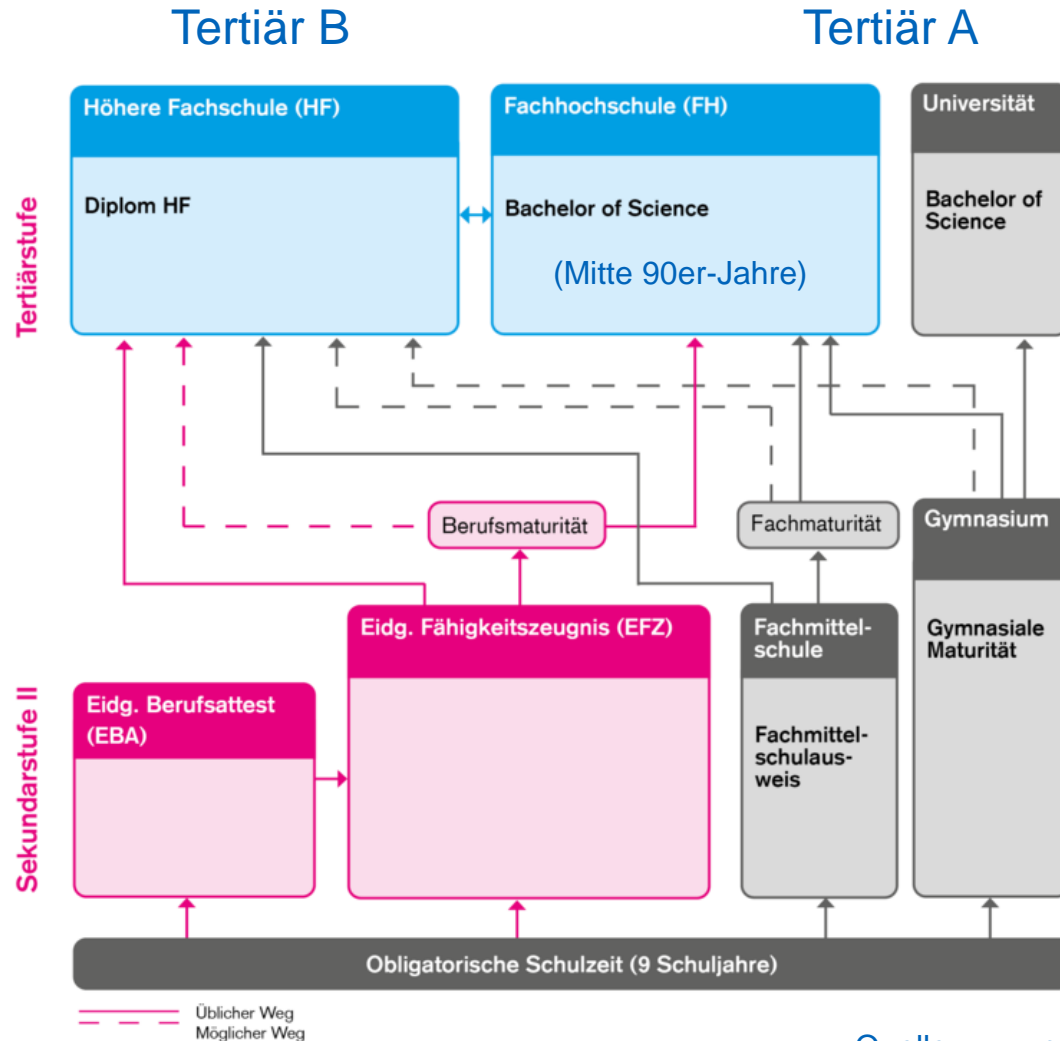 Tertiär B
Tertiär A
Tertiärstufe
Höhere Fachschule (HF)
Diplom HF
Fachhochschule (FH)
Bachelor of Science
(Mitte 90er-Jahre)
Universität
Bachelor of
Science
Berufsmaturität
Fachmaturität
Sekundarstufe II
Eidg. Berufsattest
(EBA)
Eidg. Fähigkeitszeugnis (EFZ)
Fachmittel-
schule
Fachmittel-
schulaus-
weis
Gymnasium
Gymnasiale
Maturität
Obligatorische Schulzeit (9 Schuljahre)
Üblicher Weg
Möglicher Weg